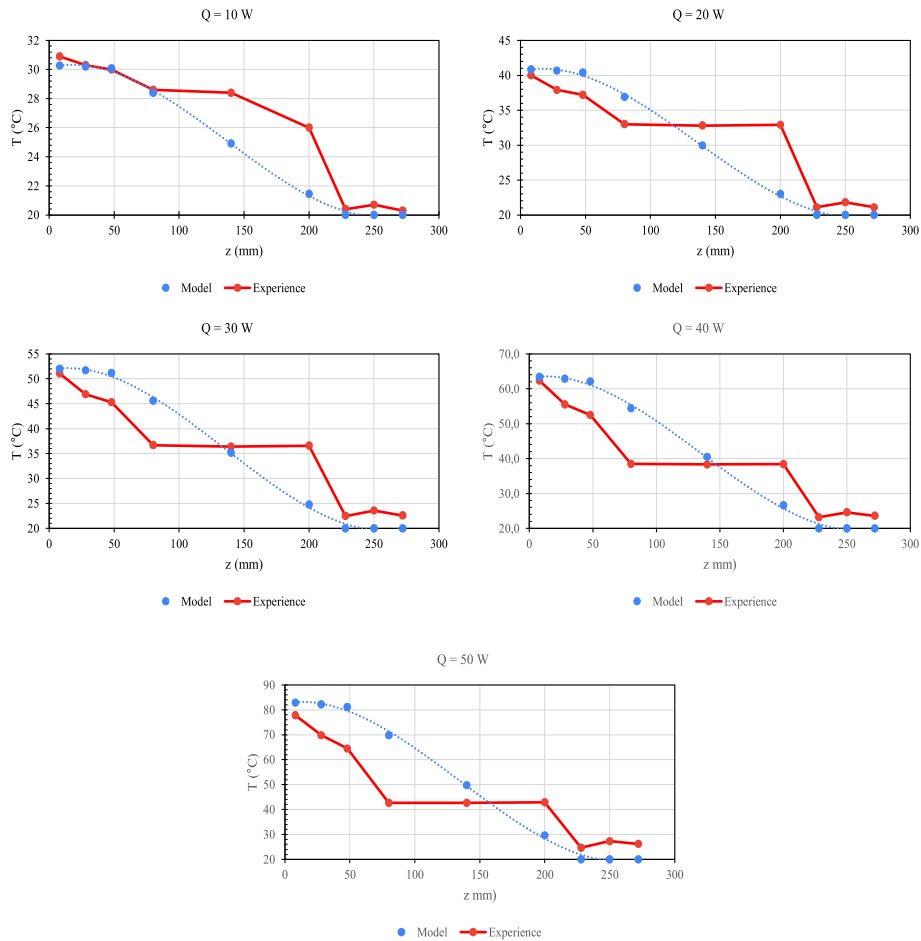 Q = 10 W
T (°C)
32
30
28
26
24
22
20
0 50 100 150 200 250 300
z (mm)
Model Experience
Q = 20 W
T (°C)
45
40
35
30
25
20
0 50 100 150 200 250 300
z (mm)
Model Experience
Q = 30 W
T (°C)
55
50
45
40
35
30
25
20
0 50 100 150 200 250 300
z (mm)
Model Experience
Q = 40 W
T (°C)
70,0
60,0
50,0
40,0
30,0
20,0
0 50 100 150 200 250 300
z mm)
Model Experience
Q = 50 W
T (°C)
90
80
70
60
50
40
30
20
0 50 100 150 200 250 300
z mm)
Model Experience